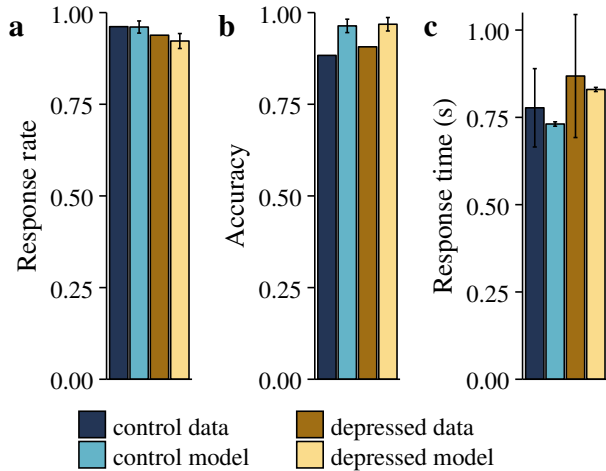 a
b
c
Response rate
1.00
0.75
0.50
0.25
0.00
Accuracy
1.00
0.75
0.50
0.25
0.00
Response time (s)
1.00
0.75
0.50
0.25
0.00
control data
control model
depressed data
depressed model